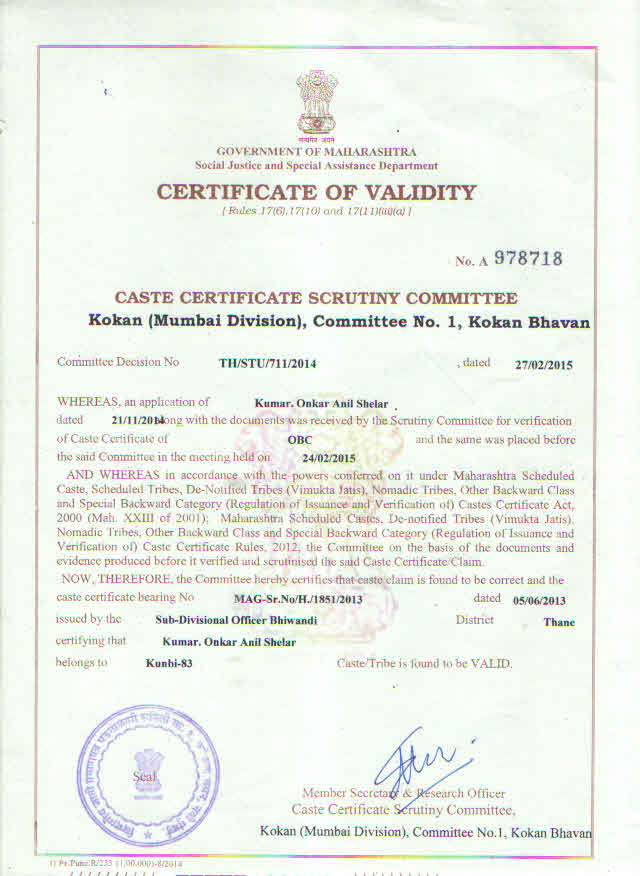 सत्यमेव जयते
GOVERNMENT OF MAHARASHTRA
Social Justice and Special Assistance Department
CERTIFICATE OF VALIDITY
[ Rules 17(6),17(10) and 17(11)(ii)(a) ]
No. A 978718
CASTE CERTIFICATE SCRUTINY COMMITTEE
Kokan (Mumbai Division), Committee No. 1, Kokan Bhavan
Committee Decision No TH/STU/711/2014 , dated 27/02/2015
WHEREAS, an application of Kumar. Onkar Anil Shelar .
dated 21/11/2014 along with the documents was received by the Scrutiny Committee for verification
of Caste Certificate of OBC and the same was placed before
the said Committee in the meeting held on 24/02/2015
AND WHEREAS in accordance with the powers conferred on it under Maharashtra Scheduled
Caste, Scheduled Tribes, De-Notified Tribes (Vimukta Jatis), Nomadic Tribes, Other Backward Class
and Special Backward Category (Regulation of Issuance and Verification of) Castes Certificate Act,
2000 (Mah. XXIII of 2001); Maharashtra Scheduled Castes, De-notified Tribes (Vimukta Jatis),
Nomadic Tribes, Other Backward Class and Special Backward Category (Regulation of Issuance and
Verification of) Caste Certificate Rules, 2012, the Committee on the basis of the documents and
evidence produced before it verified and scrutinised the said Caste Certificate/Claim.
NOW, THEREFORE, the Committee hereby certifies that caste claim is found to be correct and the
caste certificate bearing No MAG-Sr.No/H./1851/2013 dated 05/06/2013
issued by the Sub-Divisional Officer Bhiwandi District Thane
certifying that Kumar. Onkar Anil Shelar
belongs to Kunbi-83 Caste/Tribe is found to be VALID.
Seal
Member Secretary & Research Officer
Caste Certificate Scrutiny Committee,
Kokan (Mumbai Division), Committee No.1, Kokan Bhavan
1) Pr.Pune.R/235 (1,00,000)-8/2014